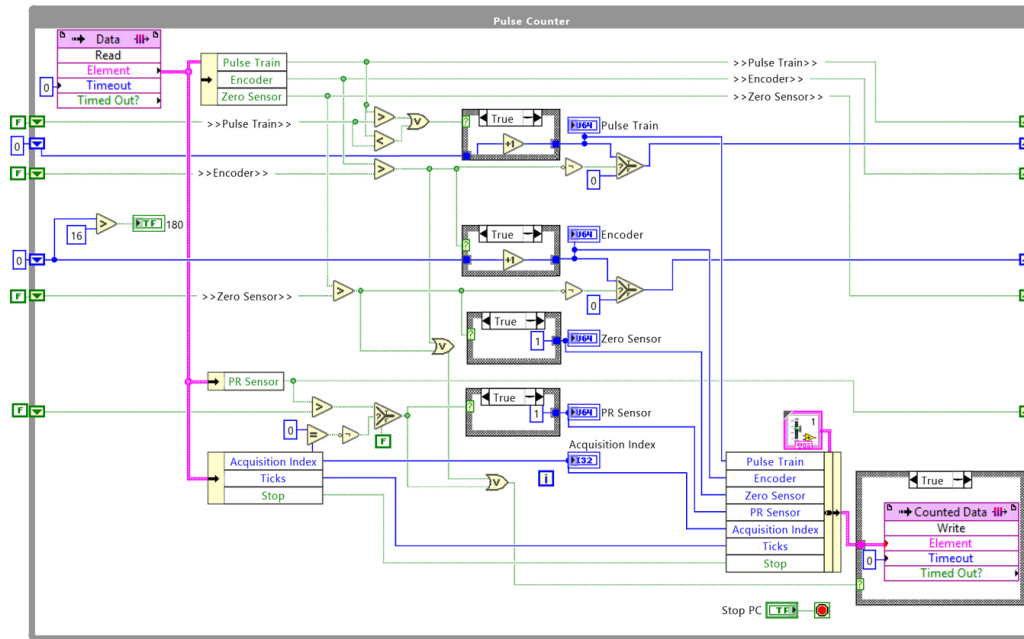 Pulse Counter
Data
Read
Element
Timeout
Timed Out?
0
Pulse Train
Encoder
Zero Sensor
>>Pulse Train>>
>>Encoder>>
>>Zero Sensor>>
F
>>Pulse Train>>
0
True
+1
U64
Pulse Train
0
F
>>Encoder>>
16
TF
180
True
+1
U64
Encoder
0
0
F
>>Zero Sensor>>
True
1
U64
Zero Sensor
PR Sensor
F
0
F
True
1
U64
PR Sensor
Acquisition Index
I32
i
Acquisition Index
Ticks
Stop
1
Pulse Train
Encoder
Zero Sensor
PR Sensor
Acquisition Index
Ticks
Stop
True
Counted Data
Write
Element
Timeout
Timed Out?
0
Stop PC
TF